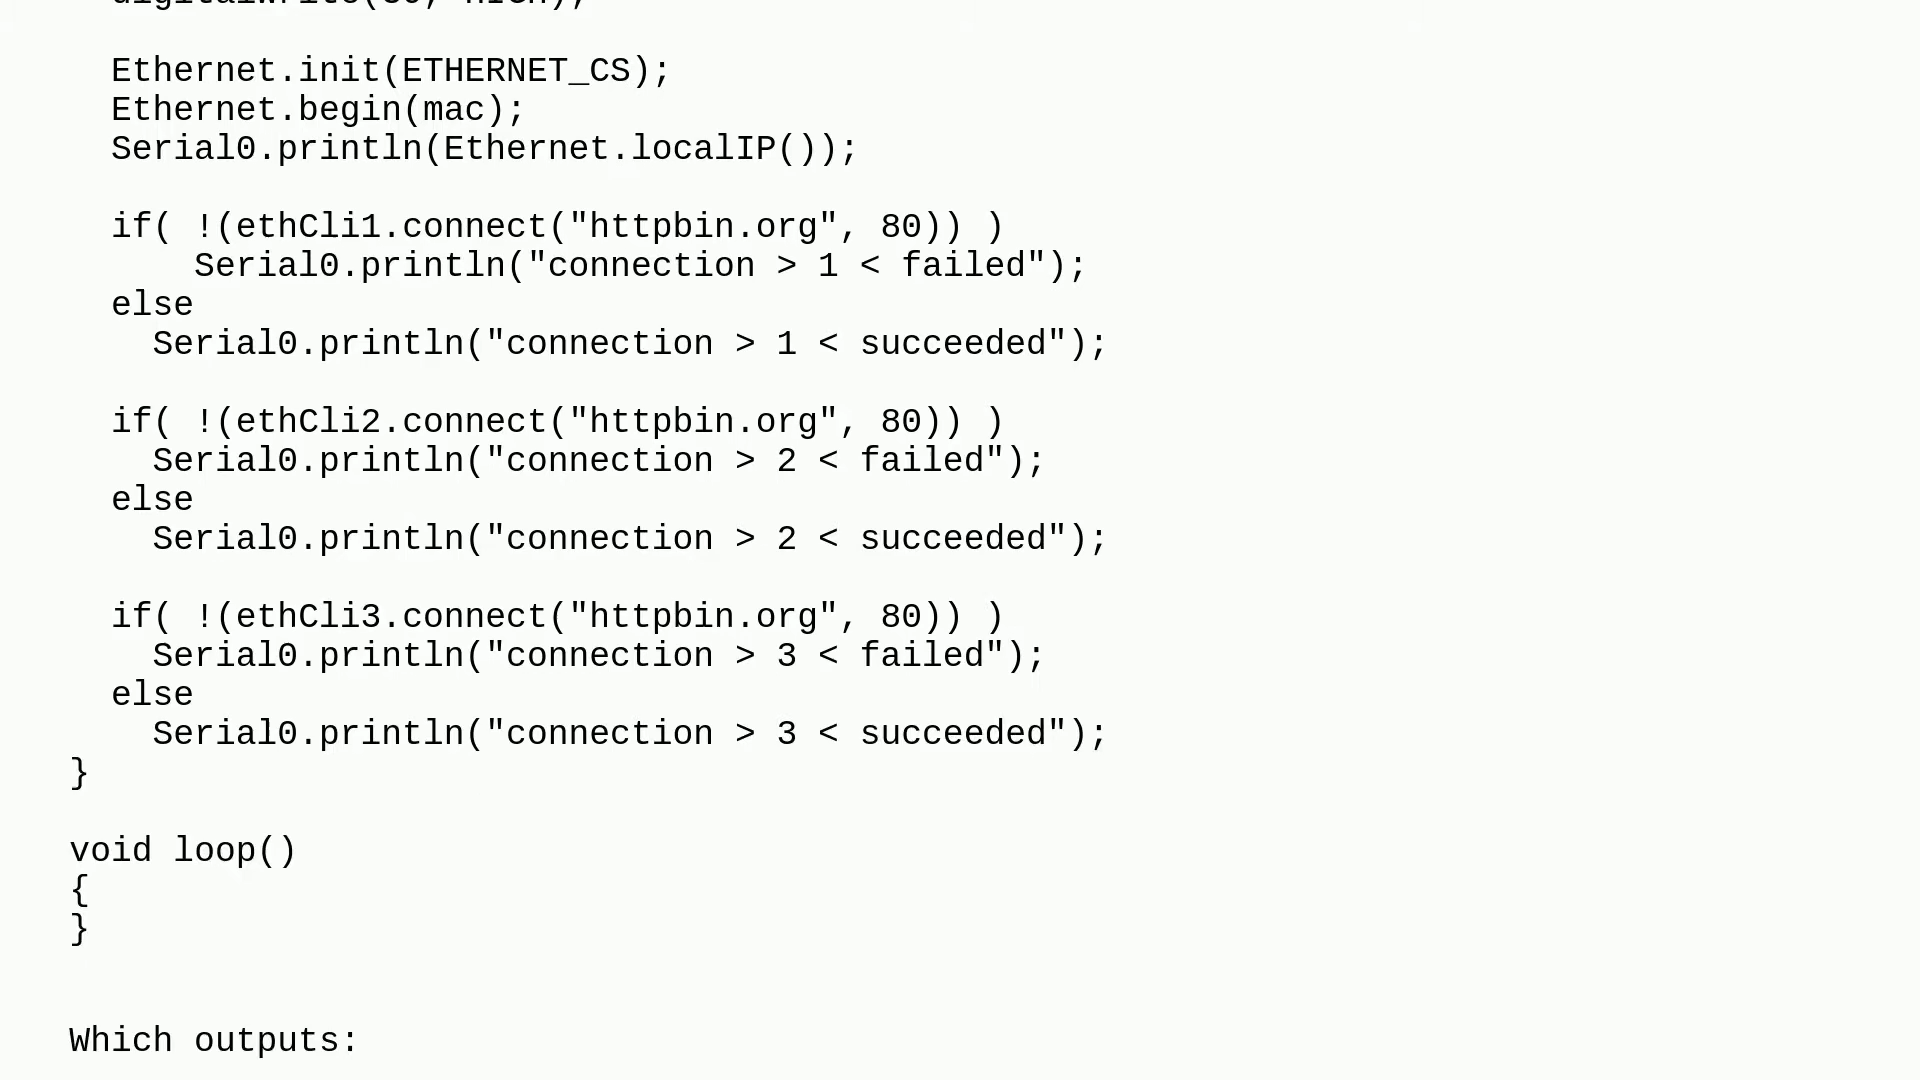 digitalWrite(30, HIGH);
Ethernet.init(ETHERNET_CS);
Ethernet.begin(mac);
Serial0.println(Ethernet.localIP());
if( !(ethCli1.connect("httpbin.org", 80)) )
Serial0.println("connection > 1 < failed");
else
Serial0.println("connection > 1 < succeeded");
if( !(ethCli2.connect("httpbin.org", 80)) )
Serial0.println("connection > 2 < failed");
else
Serial0.println("connection > 2 < succeeded");
if( !(ethCli3.connect("httpbin.org", 80)) )
Serial0.println("connection > 3 < failed");
else
Serial0.println("connection > 3 < succeeded");
}
void loop()
{
}
Which outputs: